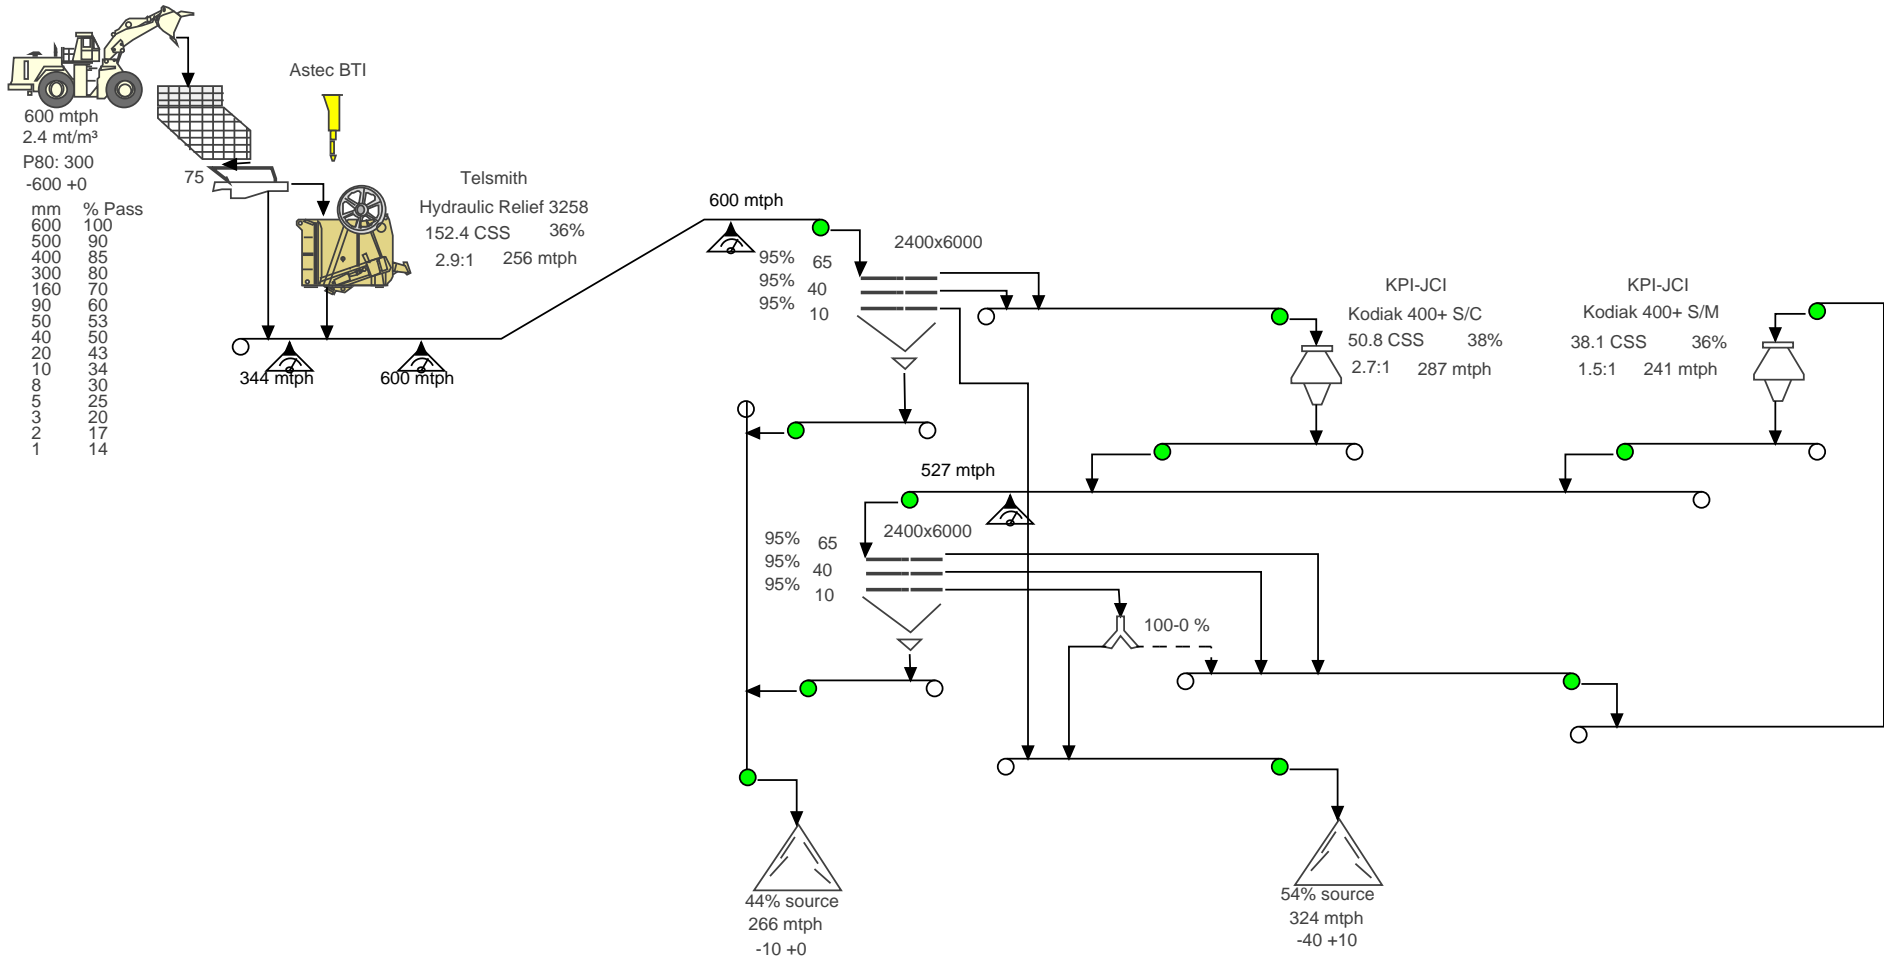 Astec BTI
600 mtph
2.4 mt/m³
P80: 300
-600 +0
mm % Pass
600 100
500 90
400 85
300 80
160 70
90 60
50 53
40 50
20 43
10 34
8 30
5 25
3 20
2 17
1 14
75
Telsmith
Hydraulic Relief 3258
152.4 CSS 36%
2.9:1 256 mtph
344 mtph
600 mtph
600 mtph
2400x6000
95% 65
95% 40
95% 10
KPI-JCI
Kodiak 400+ S/C
50.8 CSS 38%
2.7:1 287 mtph
KPI-JCI
Kodiak 400+ S/M
38.1 CSS 36%
1.5:1 241 mtph
527 mtph
2400x6000
95% 65
95% 40
95% 10
100-0 %
44% source
266 mtph
-10 +0
54% source
324 mtph
-40 +10